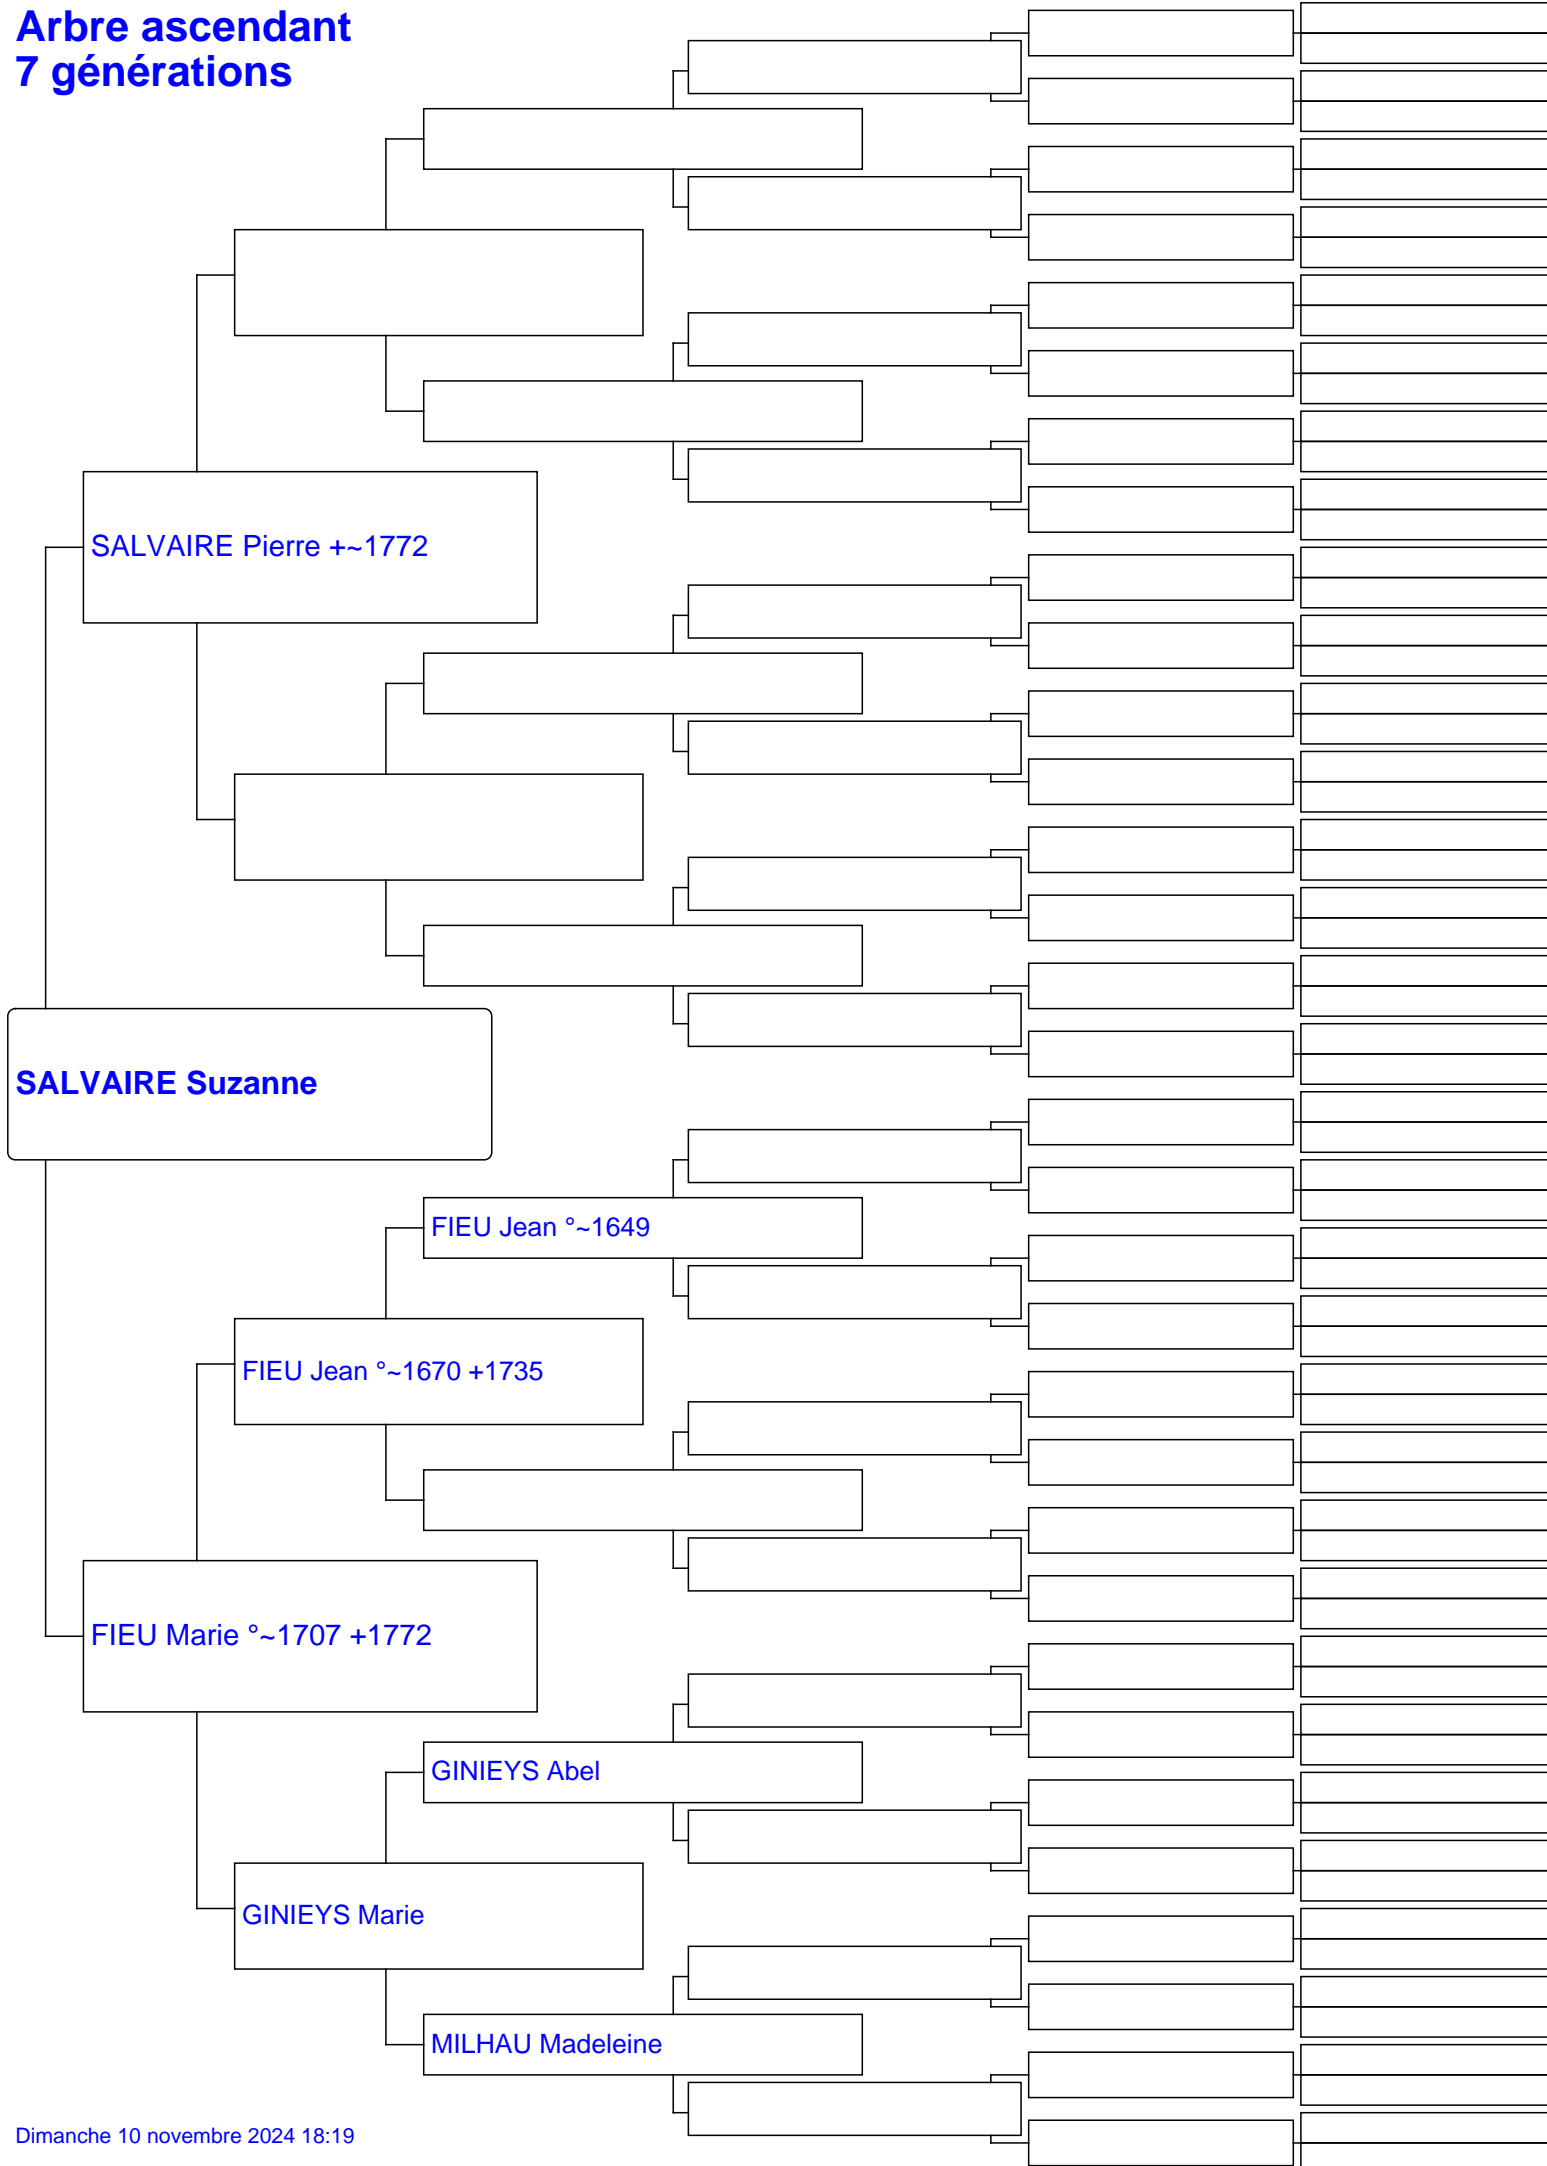 Arbre ascendant
7 générations
SALVAIRE Pierre +~1772
SALVAIRE Suzanne
FIEU Jean °~1649
FIEU Jean °~1670 +1735
FIEU Marie °~1707 +1772
GINIEYS Abel
GINIEYS Marie
MILHAU Madeleine
Dimanche 10 novembre 2024 18:19